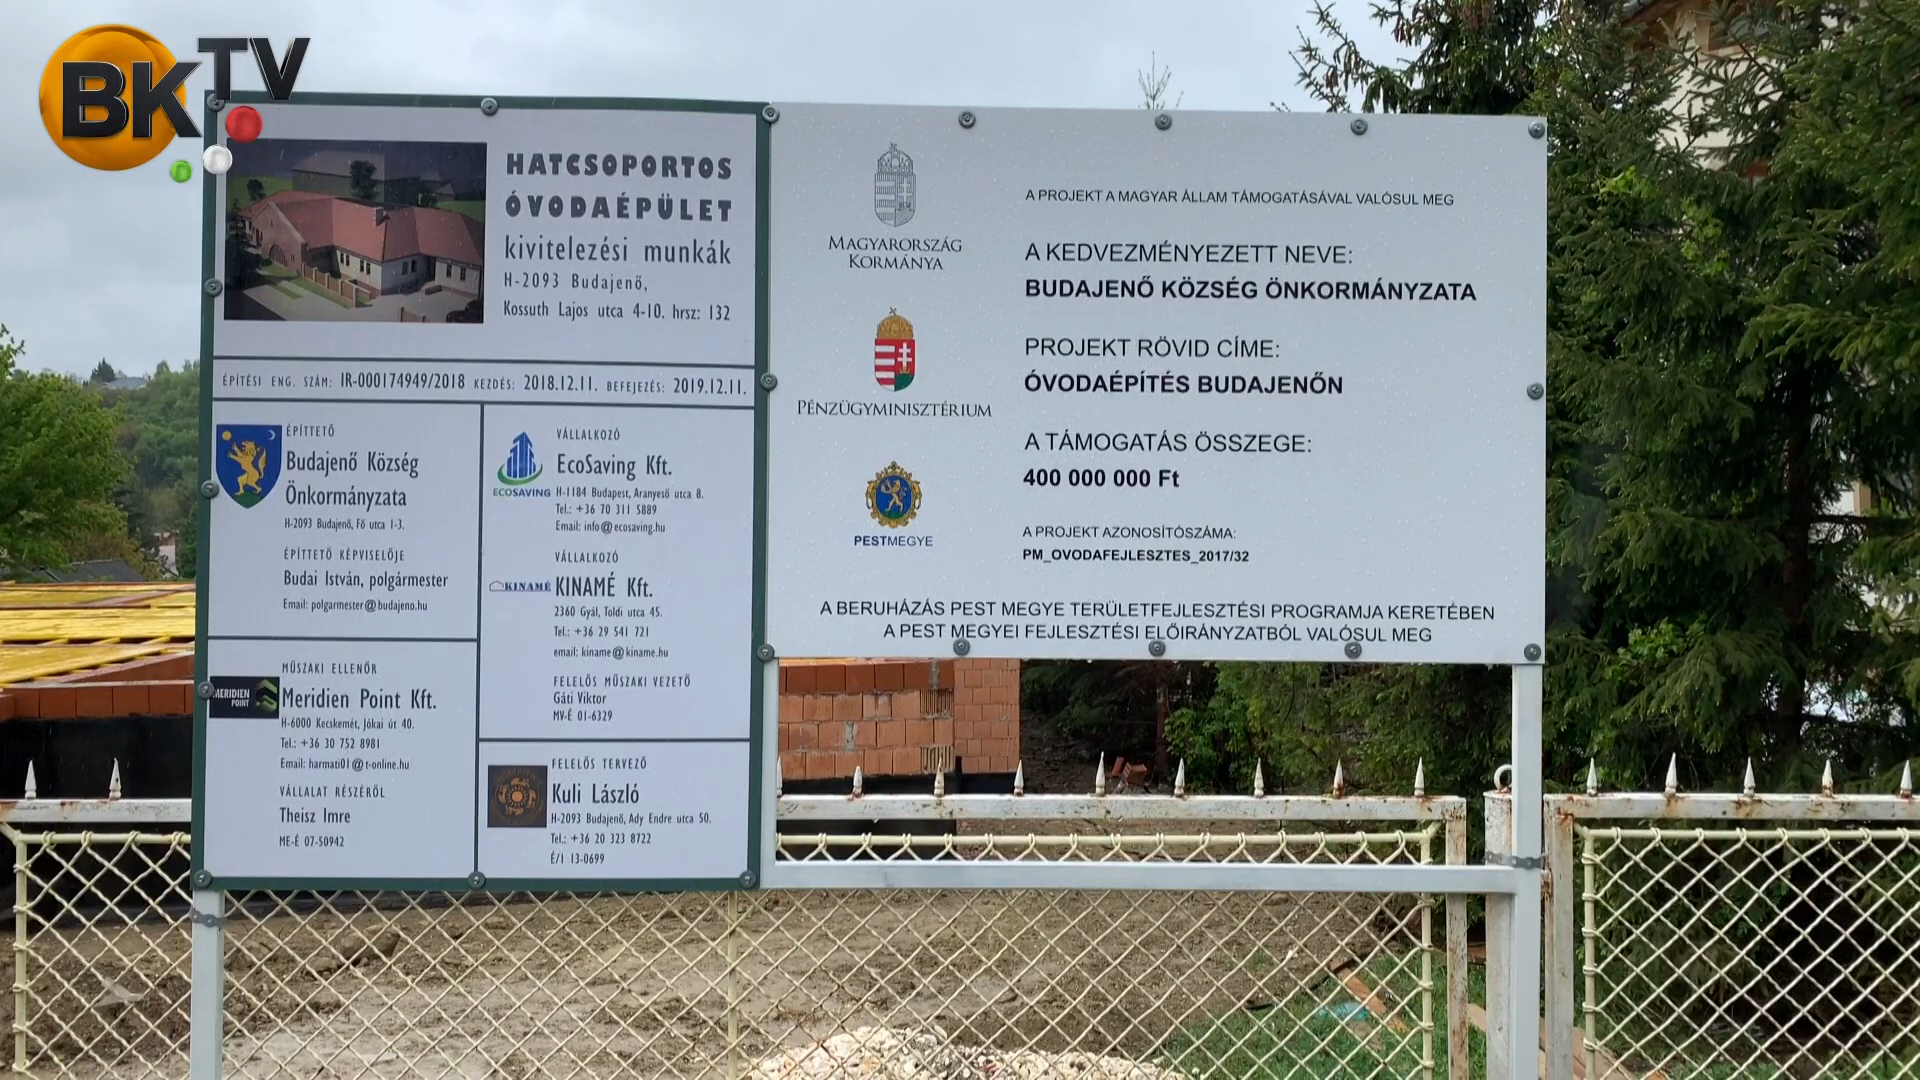 BKTV
HATCSOPORTOS
ÓVODAÉPÜLET
kivitelezési munkák
H-2093 Budajenő,
Kossuth Lajos utca 4-10. hrsz: 132
ÉPÍTÉSI ENG. SZÁM: IR-000174949/2018 KEZDÉS: 2018.12.11. BEFEJEZÉS: 2019.12.11.
ÉPÍTTETŐ
Budajenő Község
Önkormányzata
H-2093 Budajenő, Fő utca 1-3.
ÉPÍTTETŐ KÉPVISELŐJE
Budai István, polgármester
Email: polgarmester@budajeno.hu
MŰSZAKI ELLENŐR
MERIDIEN
POINT
Meridien Point Kft.
H-6000 Kecskemét, Jókai út 40.
Tel.: +36 30 752 8981
Email: harmati01@t-online.hu
VÁLLALAT RÉSZÉRŐL
Theisz Imre
ME-É 07-50942
VÁLLALKOZÓ
ECOSAVING
EcoSaving Kft.
H-1184 Budapest, Aranyeső utca 8.
Tel.: +36 70 311 5889
Email: info@ecosaving.hu
VÁLLALKOZÓ
KINAMÉ
KINAMÉ Kft.
2360 Gyál, Toldi utca 45.
Tel.: +36 29 541 721
email: kiname@kiname.hu
FELELŐS MŰSZAKI VEZETŐ
Gáti Viktor
MV-É 01-6329
FELELŐS TERVEZŐ
Kuli László
H-2093 Budajenő, Ady Endre utca 50.
Tel.: +36 20 323 8722
É/1 13-0699
MAGYARORSZÁG
KORMÁNYA
PÉNZÜGYMINISZTÉRIUM
PESTMEGYE
A PROJEKT A MAGYAR ÁLLAM TÁMOGATÁSÁVAL VALÓSUL MEG
A KEDVEZMÉNYEZETT NEVE:
BUDAJENŐ KÖZSÉG ÖNKORMÁNYZATA
PROJEKT RÖVID CÍME:
ÓVODAÉPÍTÉS BUDAJENŐN
A TÁMOGATÁS ÖSSZEGE:
400 000 000 Ft
A PROJEKT AZONOSÍTÓSZÁMA:
PM_OVODAFEJLESZTES_2017/32
A BERUHÁZÁS PEST MEGYE TERÜLETFEJLESZTÉSI PROGRAMJA KERETÉBEN
A PEST MEGYEI FEJLESZTÉSI ELŐIRÁNYZATBÓL VALÓSUL MEG